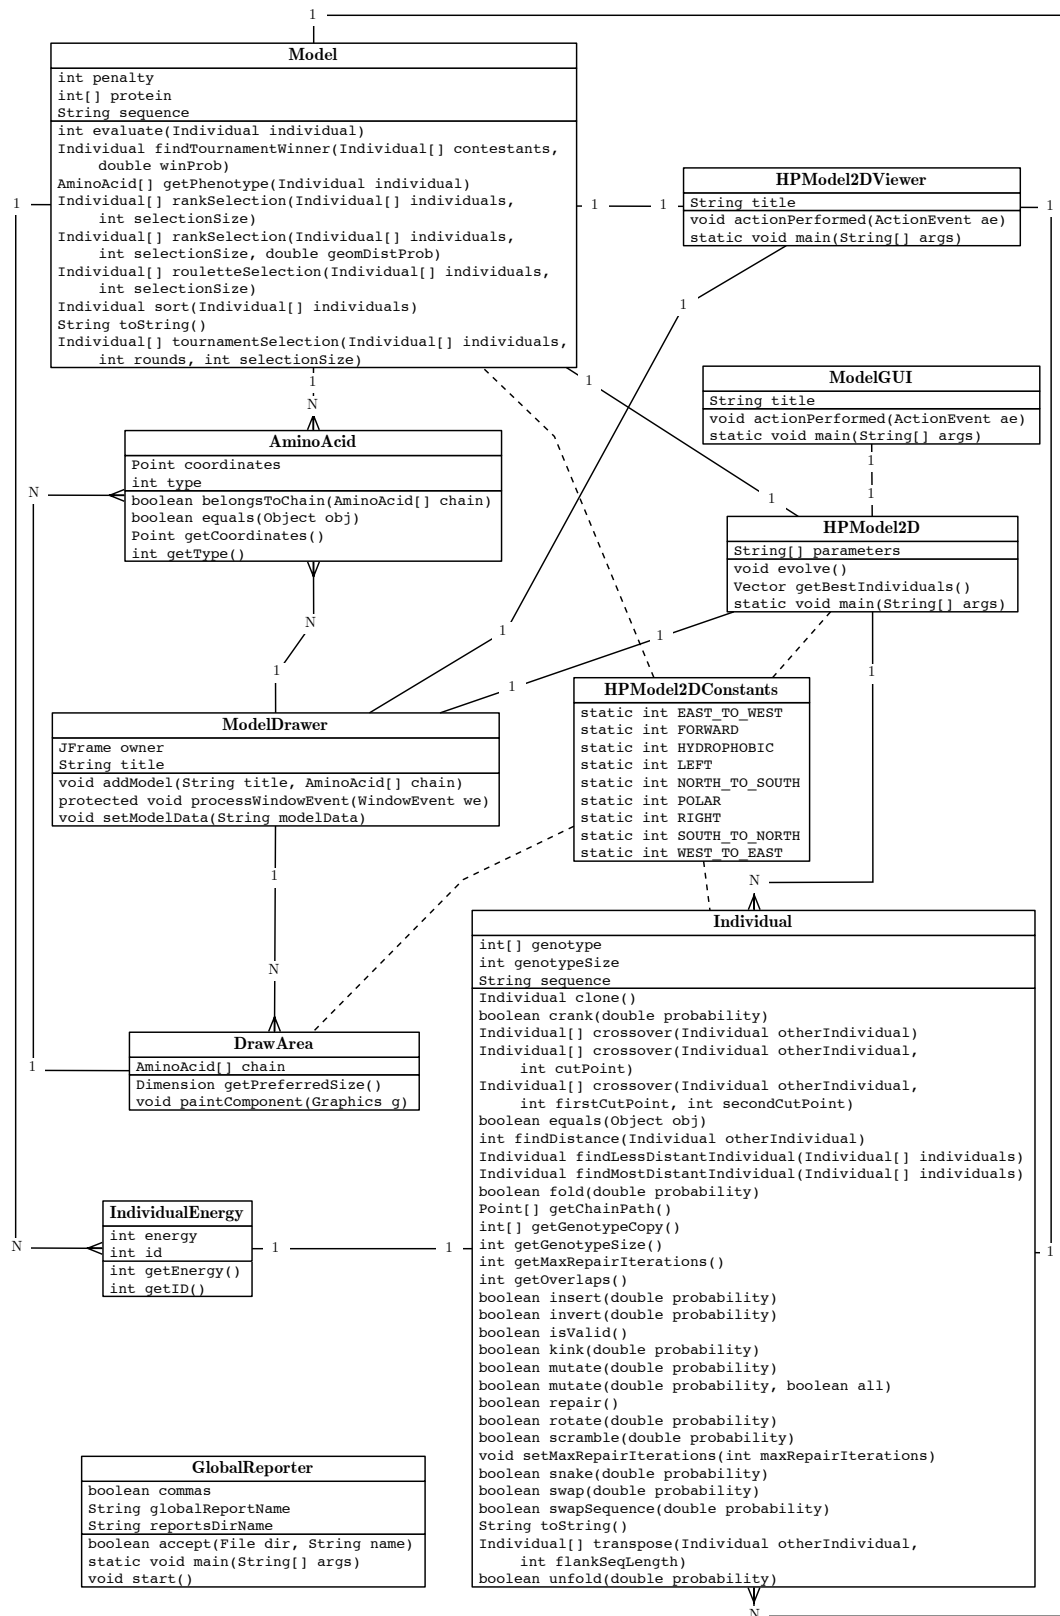 1
Model
int penalty
int[] protein
String sequence
int evaluate(Individual individual)
Individual findTournamentWinner(Individual[] contestants,
double winProb)
AminoAcid[] getPhenotype(Individual individual)
Individual[] rankSelection(Individual[] individuals,
int selectionSize)
Individual[] rankSelection(Individual[] individuals,
int selectionSize, double geomDistProb)
Individual[] rouletteSelection(Individual[] individuals,
int selectionSize)
Individual sort(Individual[] individuals)
String toString()
Individual[] tournamentSelection(Individual[] individuals,
int rounds, int selectionSize)
1
1
1
HPModel2DViewer
String title
void actionPerformed(ActionEvent ae)
static void main(String[] args)
1
1
1
N
1
ModelGUI
String title
void actionPerformed(ActionEvent ae)
static void main(String[] args)
1
1
1
AminoAcid
Point coordinates
int type
boolean belongsToChain(AminoAcid[] chain)
boolean equals(Object obj)
Point getCoordinates()
int getType()
N
HPModel2D
String[] parameters
void evolve()
Vector getBestIndividuals()
static void main(String[] args)
N
1
1
1
1
1
ModelDrawer
JFrame owner
String title
void addModel(String title, AminoAcid[] chain)
protected void processWindowEvent(WindowEvent we)
void setModelData(String modelData)
HPModel2DConstants
static int EAST_TO_WEST
static int FORWARD
static int HYDROPHOBIC
static int LEFT
static int NORTH_TO_SOUTH
static int POLAR
static int RIGHT
static int SOUTH_TO_NORTH
static int WEST_TO_EAST
1
N
N
DrawArea
AminoAcid[] chain
Dimension getPreferredSize()
void paintComponent(Graphics g)
1
Individual
int[] genotype
int genotypeSize
String sequence
Individual clone()
boolean crank(double probability)
Individual[] crossover(Individual otherIndividual)
Individual[] crossover(Individual otherIndividual,
int cutPoint)
Individual[] crossover(Individual otherIndividual,
int firstCutPoint, int secondCutPoint)
boolean equals(Object obj)
int findDistance(Individual otherIndividual)
Individual findLessDistantIndividual(Individual[] individuals)
Individual findMostDistantIndividual(Individual[] individuals)
boolean fold(double probability)
Point[] getChainPath()
int[] getGenotypeCopy()
int getGenotypeSize()
int getMaxRepairIterations()
int getOverlaps()
boolean insert(double probability)
boolean invert(double probability)
boolean isValid()
boolean kink(double probability)
boolean mutate(double probability)
boolean mutate(double probability, boolean all)
boolean repair()
boolean rotate(double probability)
boolean scramble(double probability)
void setMaxRepairIterations(int maxRepairIterations)
boolean snake(double probability)
boolean swap(double probability)
boolean swapSequence(double probability)
String toString()
Individual[] transpose(Individual otherIndividual,
int flankSeqLength)
boolean unfold(double probability)
N
IndividualEnergy
int energy
int id
int getEnergy()
int getID()
1
1
1
GlobalReporter
boolean commas
String globalReportName
String reportsDirName
boolean accept(File dir, String name)
static void main(String[] args)
void start()
N